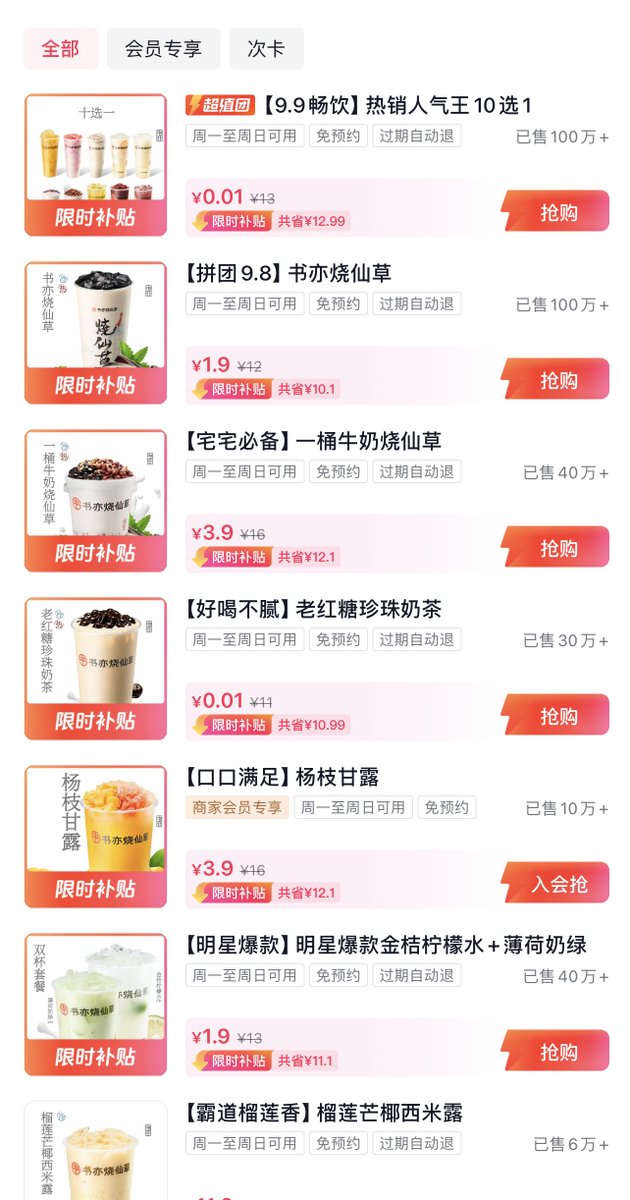 全部 会员专享 次卡
十选一
限时补贴
超值团 【9.9畅饮】热销人气王10选1
周一至周日可用 免预约 过期自动退 已售100万+
¥0.01 ¥13
限时补贴 共省¥12.99
抢购
书亦烧仙草
书亦烧仙草
烧仙草
限时补贴
【拼团9.8】书亦烧仙草
周一至周日可用 免预约 过期自动退 已售100万+
¥1.9 ¥12
限时补贴 共省¥10.1
抢购
一桶牛奶烧仙草
书亦烧仙草
限时补贴
【宅宅必备】一桶牛奶烧仙草
周一至周日可用 免预约 过期自动退 已售40万+
¥3.9 ¥16
限时补贴 共省¥12.1
抢购
老红糖珍珠奶茶
书亦烧仙草
限时补贴
【好喝不腻】老红糖珍珠奶茶
周一至周日可用 免预约 过期自动退 已售30万+
¥0.01 ¥11
限时补贴 共省¥10.99
抢购
杨枝甘露
书亦烧仙草
限时补贴
【口口满足】杨枝甘露
商家会员专享 周一至周日可用 免预约 已售10万+
¥3.9 ¥16
限时补贴 共省¥12.1
入会抢
双杯套餐
薄荷奶绿
金桔柠檬水
书亦烧仙草
书亦烧仙草
限时补贴
【明星爆款】明星爆款金桔柠檬水+薄荷奶绿
周一至周日可用 免预约 过期自动退 已售40万+
¥1.9 ¥13
限时补贴 共省¥11.1
抢购
榴莲芒椰西米露
书亦烧仙草
【霸道榴莲香】榴莲芒椰西米露
周一至周日可用 免预约 过期自动退 已售6万+